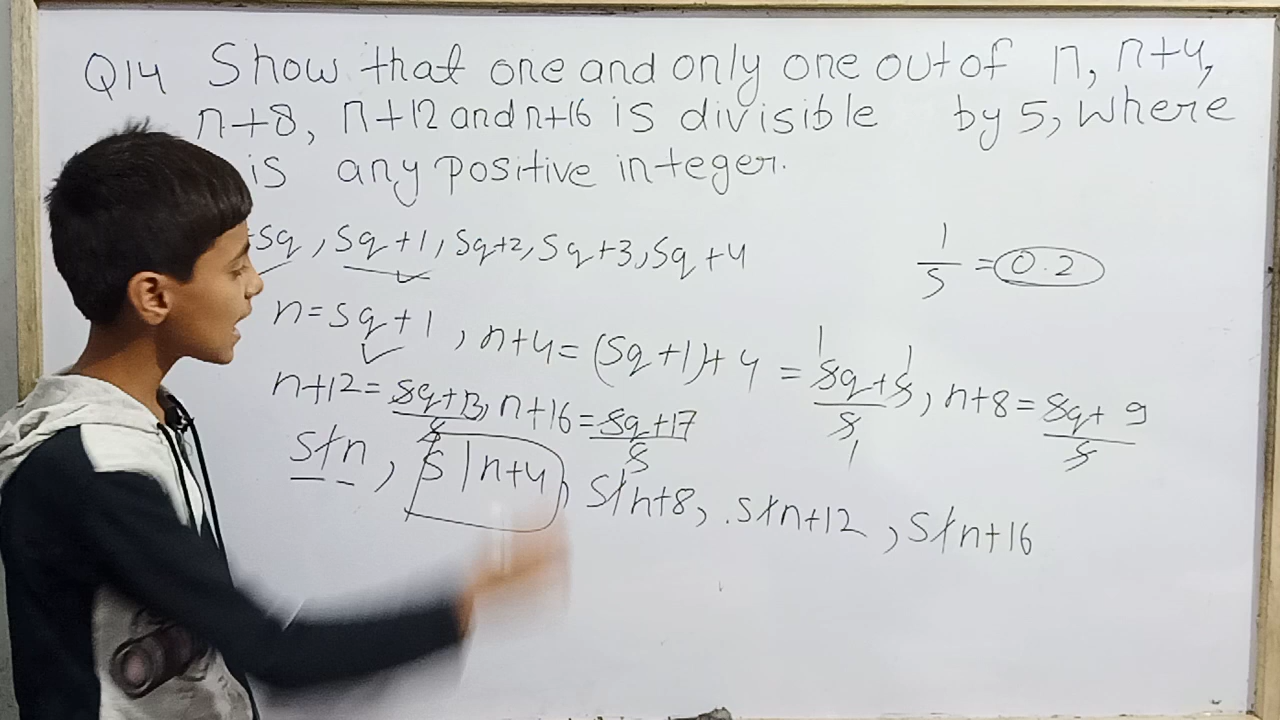 Q14 Show that one and only one out of n, n+4,
n+8, n+12 and n+16 is divisible by 5, where
is any positive integer.
5q, 5q+1, 5q+2, 5q+3, 5q+4
1/5 = 0.2
n=5q+1, n+4=(5q+1)+4 = 5q+5/5, n+8=5q+9/5
n+12=5q+13/5, n+16=5q+17/5
5∤n, 5|n+4, 5∤n+8, 5∤n+12, 5∤n+16